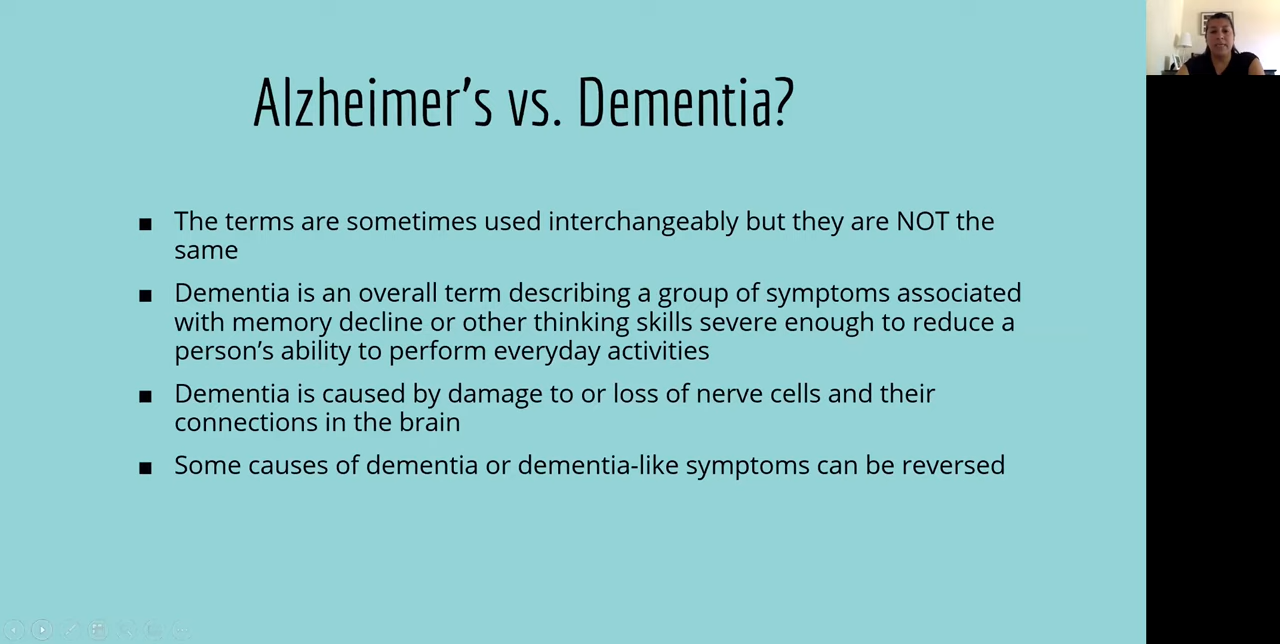 Alzheimer’s vs. Dementia?
■ The terms are sometimes used interchangeably but they are NOT the
same
■ Dementia is an overall term describing a group of symptoms associated
with memory decline or other thinking skills severe enough to reduce a
person’s ability to perform everyday activities
■ Dementia is caused by damage to or loss of nerve cells and their
connections in the brain
■ Some causes of dementia or dementia-like symptoms can be reversed